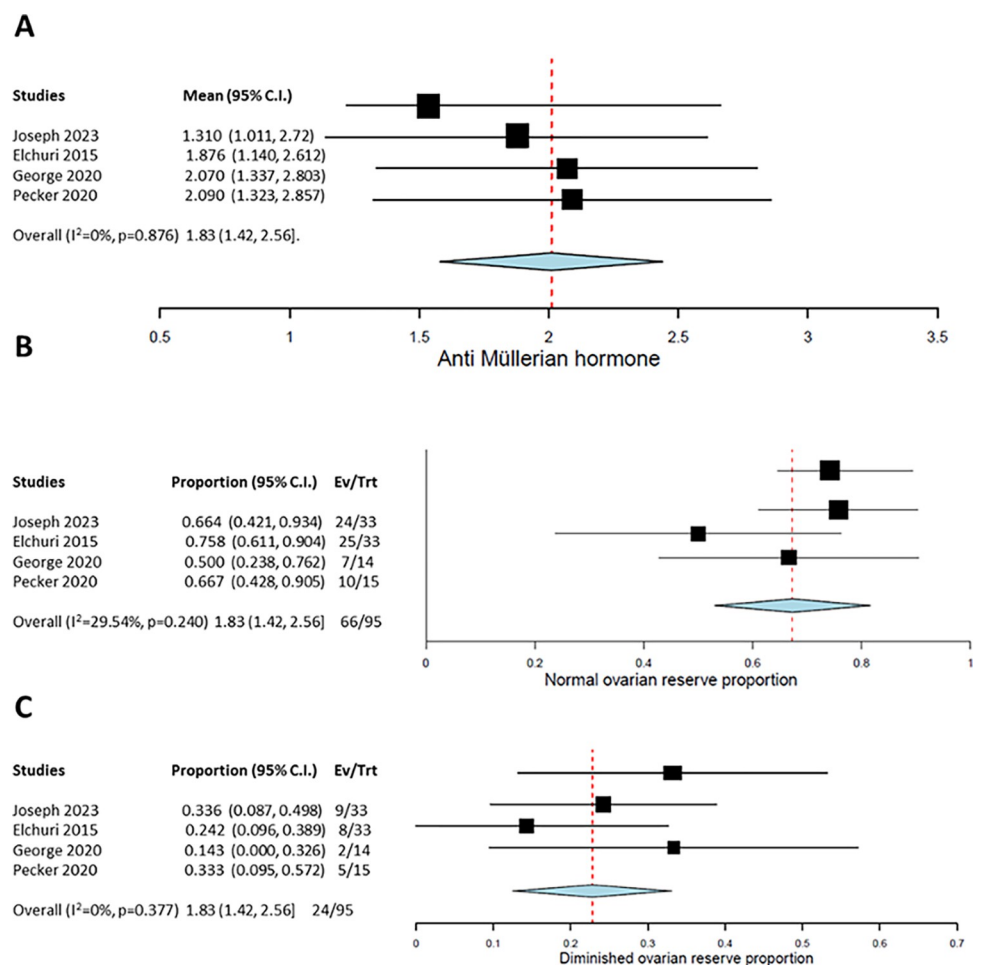 A
Studies Mean (95% C.I.)
Joseph 2023 1.310 (1.011, 2.72)
Elchuri 2015 1.876 (1.140, 2.612)
George 2020 2.070 (1.337, 2.803)
Pecker 2020 2.090 (1.323, 2.857)
Overall (I²=0%, p=0.876) 1.83 (1.42, 2.56].
0.5 1 1.5 2 2.5 3 3.5
Anti Müllerian hormone
B
Studies Proportion (95% C.I.) Ev/Trt
Joseph 2023 0.664 (0.421, 0.934) 24/33
Elchuri 2015 0.758 (0.611, 0.904) 25/33
George 2020 0.500 (0.238, 0.762) 7/14
Pecker 2020 0.667 (0.428, 0.905) 10/15
Overall (I²=29.54%, p=0.240) 1.83 (1.42, 2.56] 66/95
0 0.2 0.4 0.6 0.8 1
Normal ovarian reserve proportion
C
Studies Proportion (95% C.I.) Ev/Trt
Joseph 2023 0.336 (0.087, 0.498) 9/33
Elchuri 2015 0.242 (0.096, 0.389) 8/33
George 2020 0.143 (0.000, 0.326) 2/14
Pecker 2020 0.333 (0.095, 0.572) 5/15
Overall (I²=0%, p=0.377) 1.83 (1.42, 2.56] 24/95
0 0.1 0.2 0.3 0.4 0.5 0.6 0.7
Diminished ovarian reserve proportion